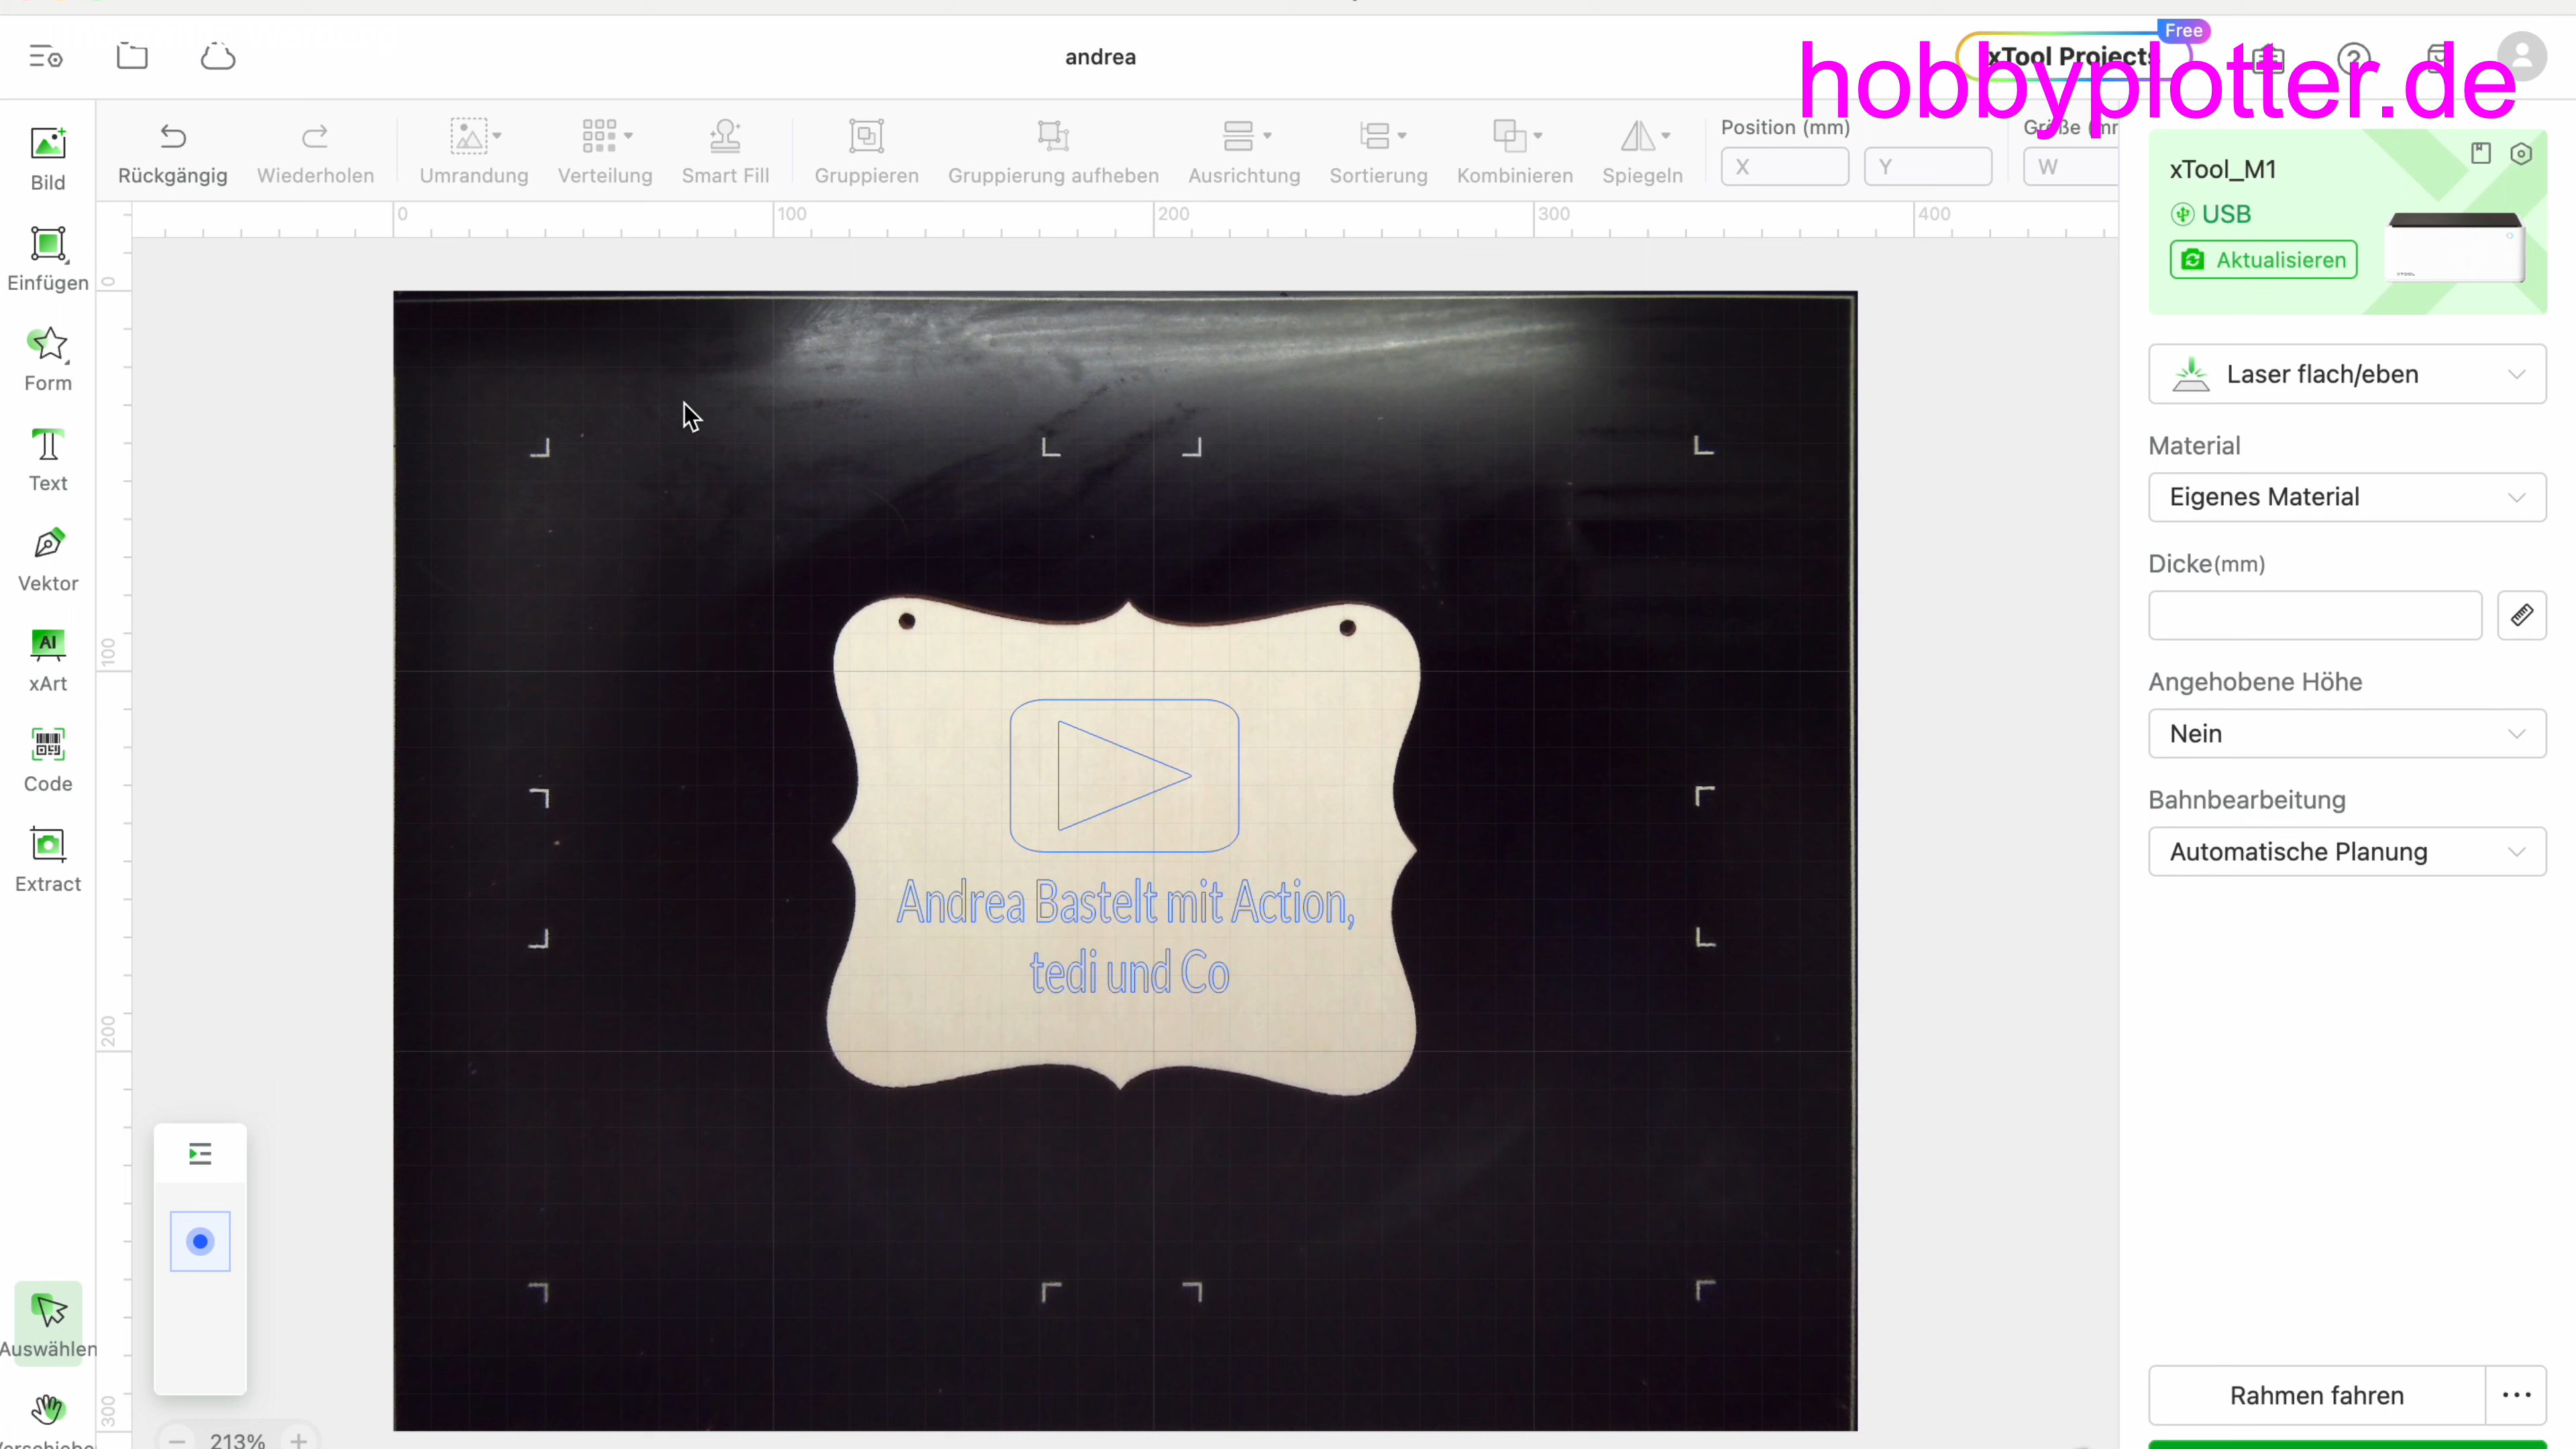 andrea
Free
xTool Projects
hobbyplotter.de
Rückgängig
Wiederholen
Umrandung
Verteilung
Smart Fill
Gruppieren
Gruppierung aufheben
Ausrichtung
Sortierung
Kombinieren
Spiegeln
Position (mm)
X
Y
W
Bild
Einfügen
Form
Text
Vektor
AI
xArt
Code
Extract
Auswählen
0
100
200
300
400
0
100
200
300
Andrea Bastelt mit Action,
tedi und Co
213%
xTool_M1
USB
Aktualisieren
Laser flach/eben
Material
Eigenes Material
Dicke(mm)
Angehobene Höhe
Nein
Bahnbearbeitung
Automatische Planung
Rahmen fahren